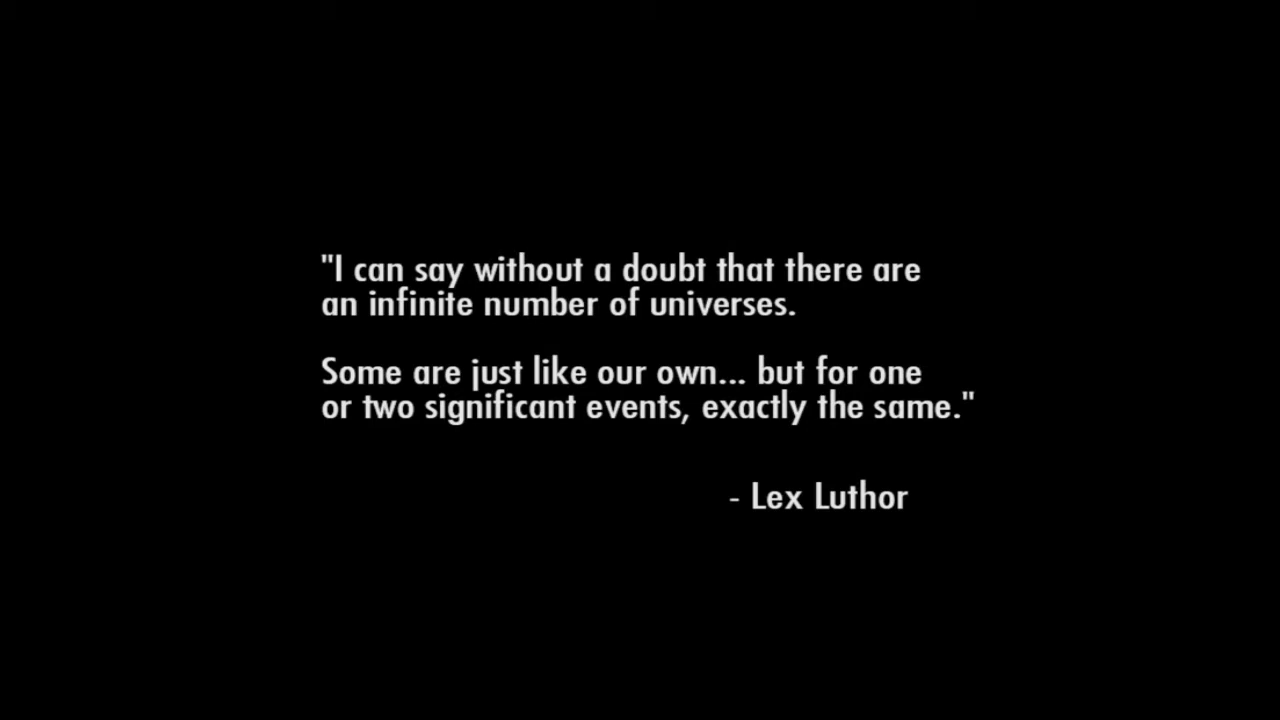 "I can say without a doubt that there are
an infinite number of universes.
Some are just like our own... but for one
or two significant events, exactly the same."
- Lex Luthor